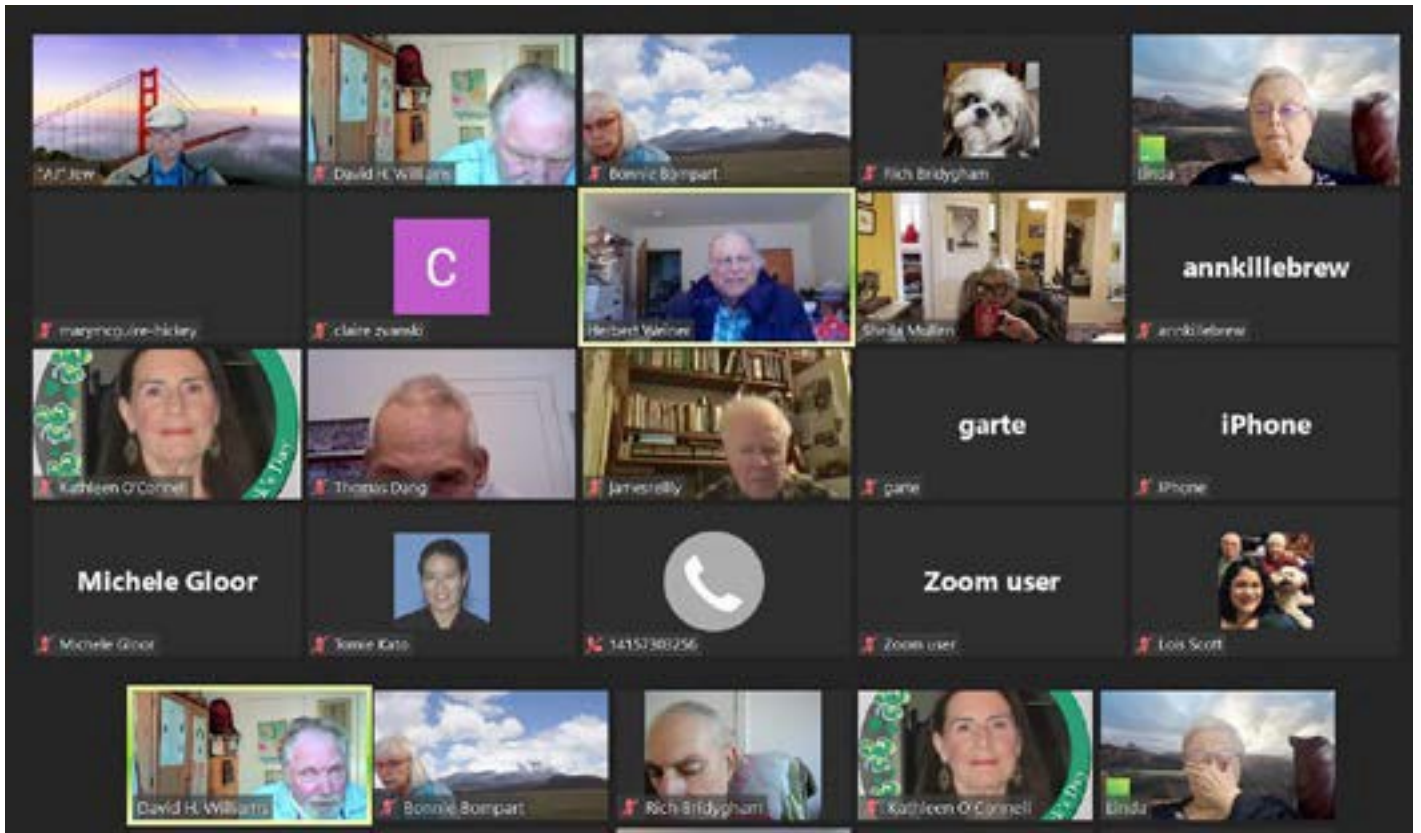 "AJ" Jew
David H. Williams
Bonnie Bompart
Rich Bridygham
Linda
marymcguire-hickey
C
claire zvanski
Herbert Weiner
Sheila Mullen
annkillebrew
annkillebrew
Kathleen O'Connell
Thomas Dang
Jamesreilly
garte
garte
iPhone
iPhone
Michele Gloor
Michele Gloor
Tomie Kato
14157303256
Zoom user
Zoom user
Lois Scott
David H. Williams
Bonnie Bompart
Rich Bridygham
Kathleen O'Connell
Linda